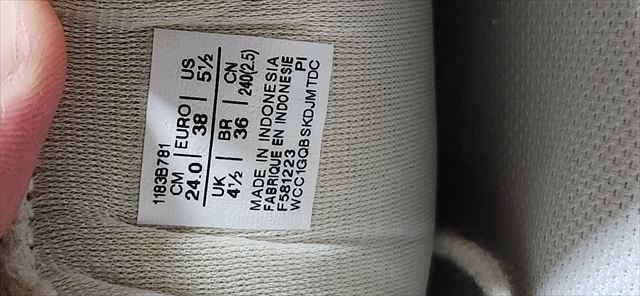 1183B781
CM | EURO | US
24.0 | 38 | 5½
UK | BR | CN
4½ | 36 | 240(2.5)
MADE IN INDONESIA
FABRIQUE EN INDONESIE
F581223 PI
WCC1GQBSKDJMTDC